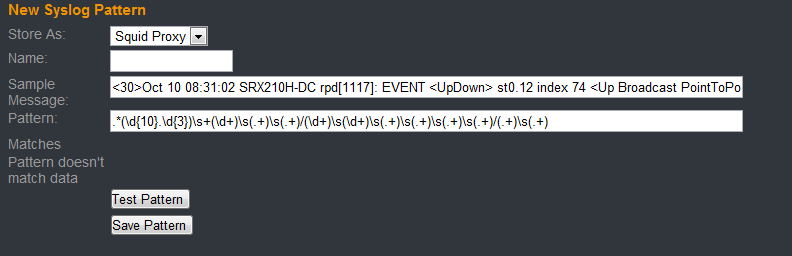 New Syslog Pattern
Store As: Squid Proxy
Name:
Sample Message: <30>Oct 10 08:31:02 SRX210H-DC rpd[1117]: EVENT <UpDown> st0.12 index 74 <Up Broadcast PointToPo
Pattern: .*(\d{10}.\d{3})\s+(\d+)\s(.+)\s(.+)/(\d+)\s(\d+)\s(.+)\s(.+)\s(.+)\s(.+)/(.+)\s(.+)
Matches
Pattern doesn't
match data
Test Pattern
Save Pattern